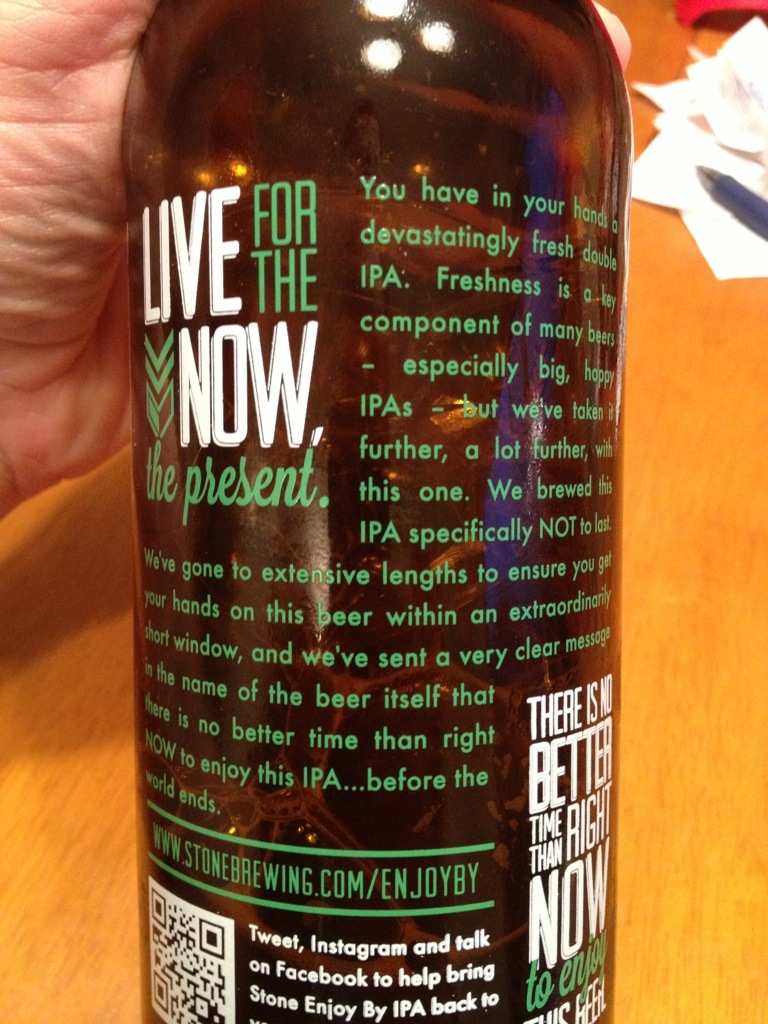 LIVE FOR
THE
NOW,
the present.
You have in your hands a
devastatingly fresh double
IPA. Freshness is a key
component of many beers
– especially big, hoppy
IPAs – but we've taken it
further, a lot further, with
this one. We brewed this
IPA specifically NOT to last.
We've gone to extensive lengths to ensure you get
your hands on this beer within an extraordinarily
short window, and we've sent a very clear message
in the name of the beer itself that
there is no better time than right
NOW to enjoy this IPA...before the
world ends.
WWW.STONEBREWING.COM/ENJOYBY
Tweet, Instagram and talk
on Facebook to help bring
Stone Enjoy By IPA back to
THERE IS NO
BETTER
TIME
THAN RIGHT
NOW
to enjoy
THIS BEER